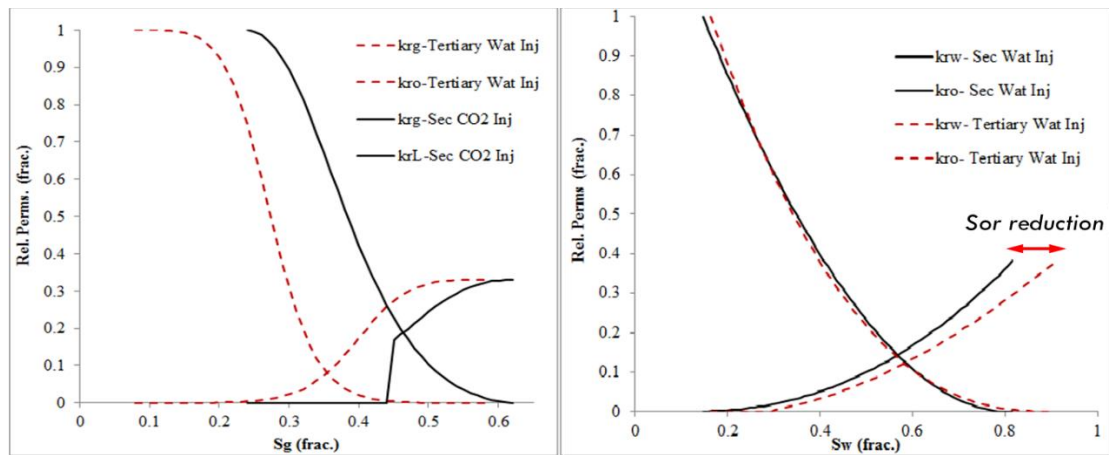 1
0.9
0.8
0.7
0.6
0.5
0.4
0.3
0.2
0.1
0
Rel. Perms. (frac.)
krg-Tertiary Wat Inj
kro-Tertiary Wat Inj
krg-Sec CO2 Inj
krL-Sec CO2 Inj
0 0.1 0.2 0.3 0.4 0.5 0.6
Sg (frac.)
1
0.9
0.8
0.7
0.6
0.5
0.4
0.3
0.2
0.1
0
Rel. Perms (frac.)
krw- Sec Wat Inj
kro- Sec Wat Inj
krw- Tertiary Wat Inj
kro- Tertiary Wat Inj
Sor reduction
0 0.2 0.4 0.6 0.8 1
Sw (frac.)